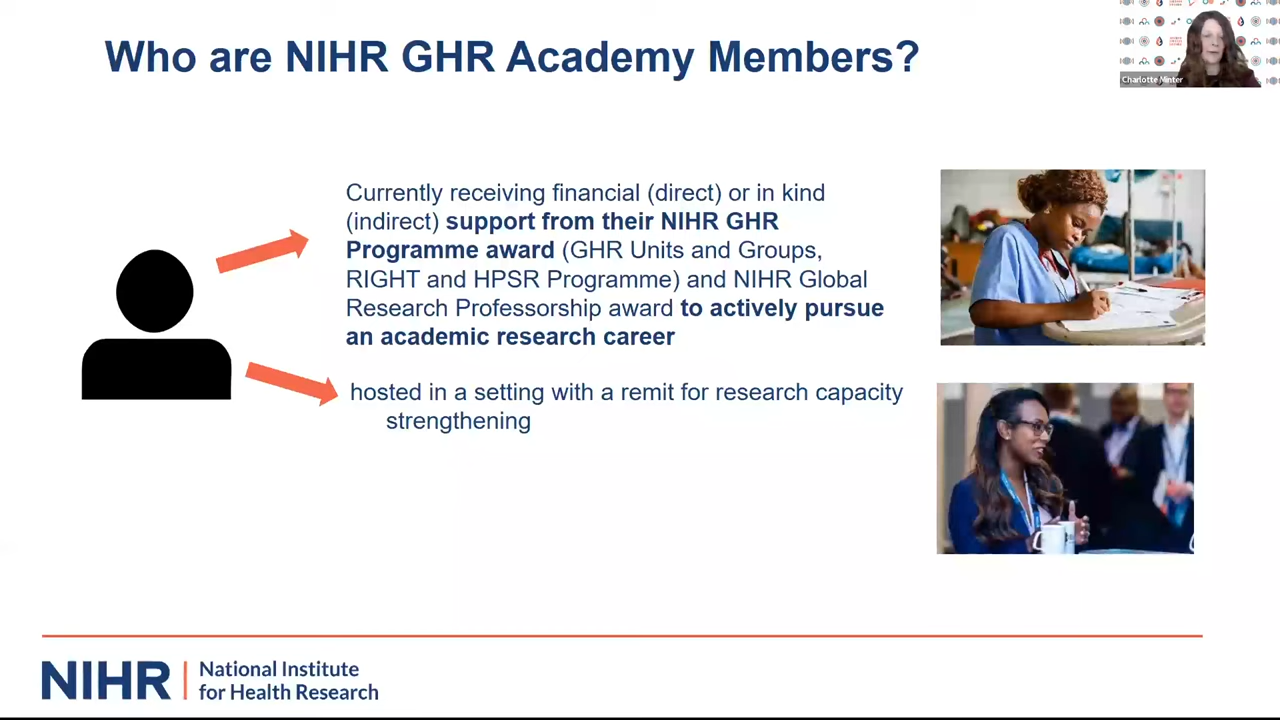 Who are NIHR GHR Academy Members?
Charlotte Minter
Currently receiving financial (direct) or in kind
(indirect) support from their NIHR GHR
Programme award (GHR Units and Groups,
RIGHT and HPSR Programme) and NIHR Global
Research Professorship award to actively pursue
an academic research career
hosted in a setting with a remit for research capacity
strengthening
NIHR | National Institute
for Health Research